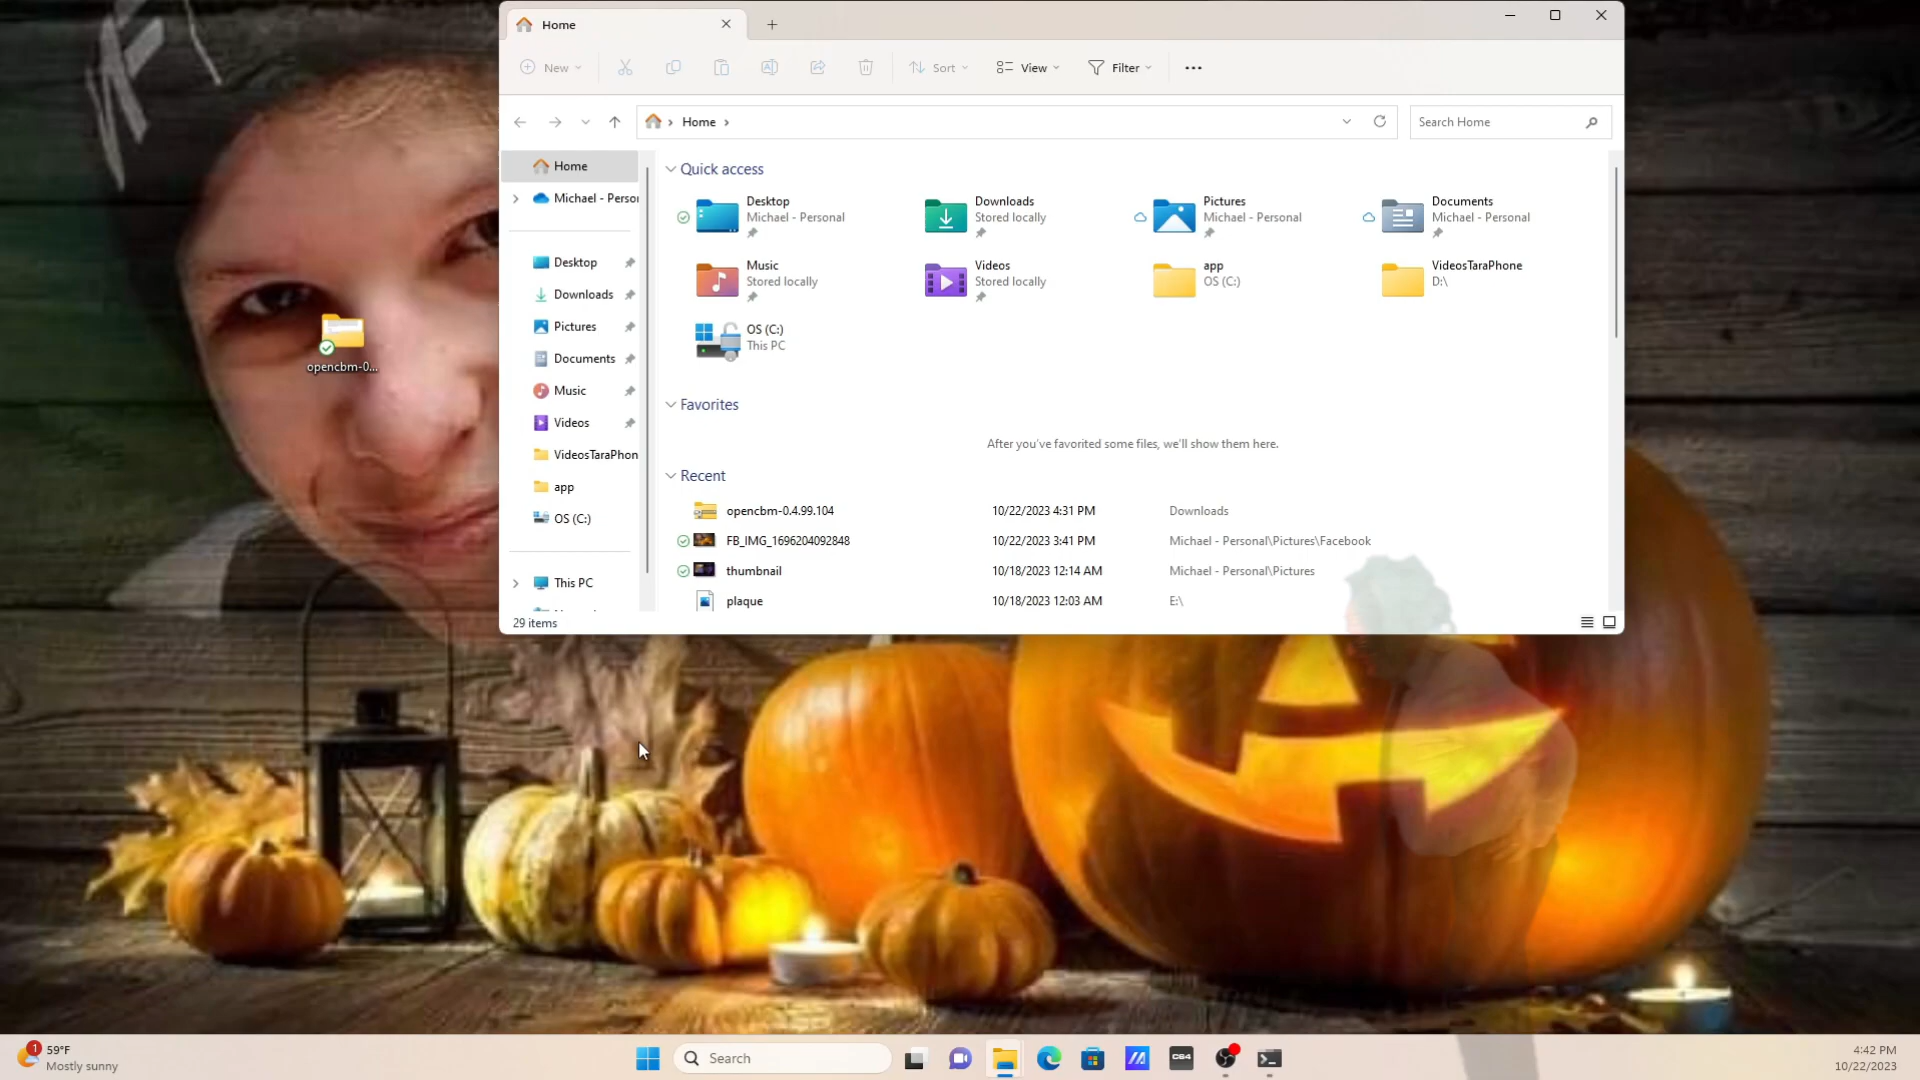 Home
New
Sort
View
Filter
Home
Search Home
Home
Michael - Persor
Desktop
Downloads
Pictures
Documents
Music
Videos
VideosTaraPhon
app
OS (C:)
This PC
Quick access
Desktop
Michael - Personal
Downloads
Stored locally
Pictures
Michael - Personal
Documents
Michael - Personal
Music
Stored locally
Videos
Stored locally
app
OS (C:)
VideosTaraPhone
D:\
OS (C:)
This PC
Favorites
After you've favorited some files, we'll show them here.
Recent
opencbm-0.4.99.104 10/22/2023 4:31 PM Downloads
FB_IMG_1696204092848 10/22/2023 3:41 PM Michael - Personal\Pictures\Facebook
thumbnail 10/18/2023 12:14 AM Michael - Personal\Pictures
plaque 10/18/2023 12:03 AM E:\
29 items
opencbm-0...
1
59°F
Mostly sunny
Search
C64
4:42 PM
10/22/2023